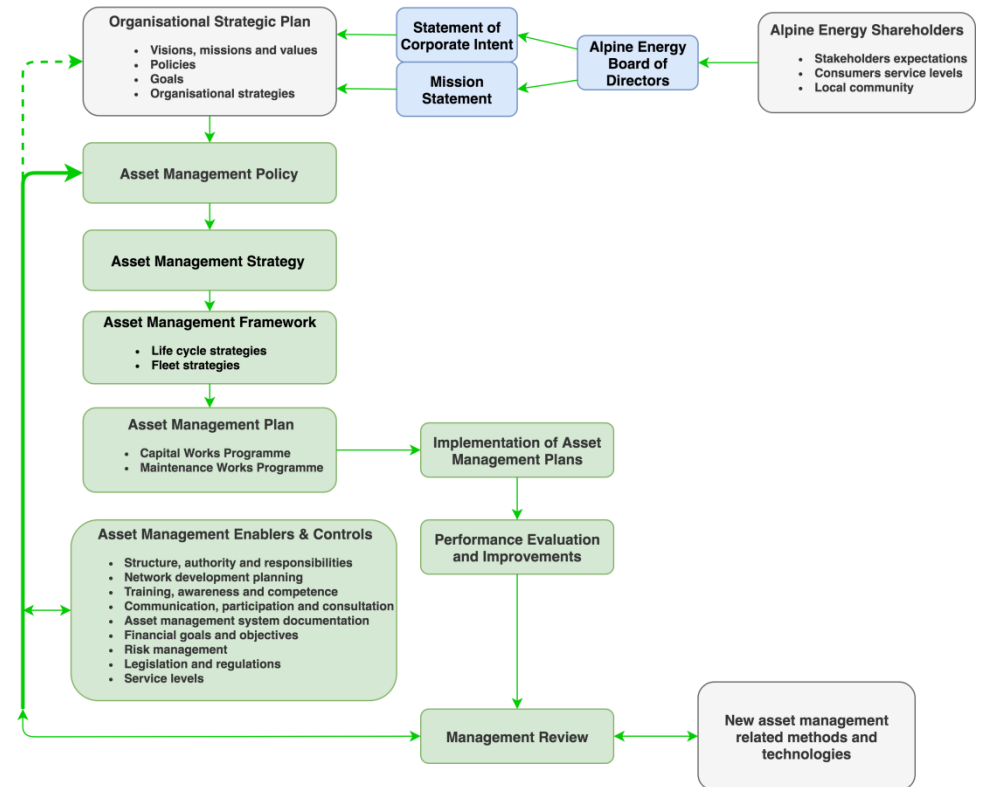 Organisational Strategic Plan
• Visions, missions and values
• Policies
• Goals
• Organisational strategies
Statement of
Corporate Intent
Mission
Statement
Alpine Energy
Board of
Directors
Alpine Energy Shareholders
• Stakeholders expectations
• Consumers service levels
• Local community
Asset Management Policy
Asset Management Strategy
Asset Management Framework
• Life cycle strategies
• Fleet strategies
Asset Management Plan
• Capital Works Programme
• Maintenance Works Programme
Implementation of Asset
Management Plans
Performance Evaluation
and Improvements
Asset Management Enablers & Controls
• Structure, authority and responsibilities
• Network development planning
• Training, awareness and competence
• Communication, participation and consultation
• Asset management system documentation
• Financial goals and objectives
• Risk management
• Legislation and regulations
• Service levels
Management Review
New asset management
related methods and
technologies